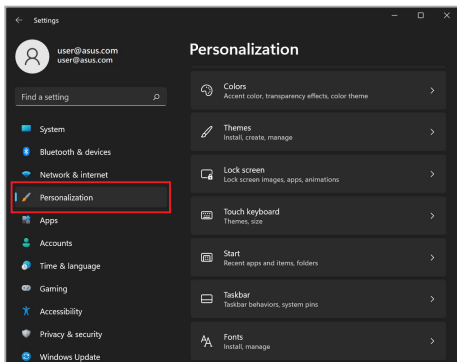 Settings
user@asus.com
user@asus.com
Find a setting
System
Bluetooth & devices
Network & internet
Personalization
Apps
Accounts
Time & language
Gaming
Accessibility
Privacy & security
Windows Update
Personalization
Colors
Accent color, transparency effects, color theme
Themes
Install, create, manage
Lock screen
Lock screen images, apps, animations
Touch keyboard
Themes, size
Start
Recent apps and items, folders
Taskbar
Taskbar behaviors, system pins
Fonts
Install, manage